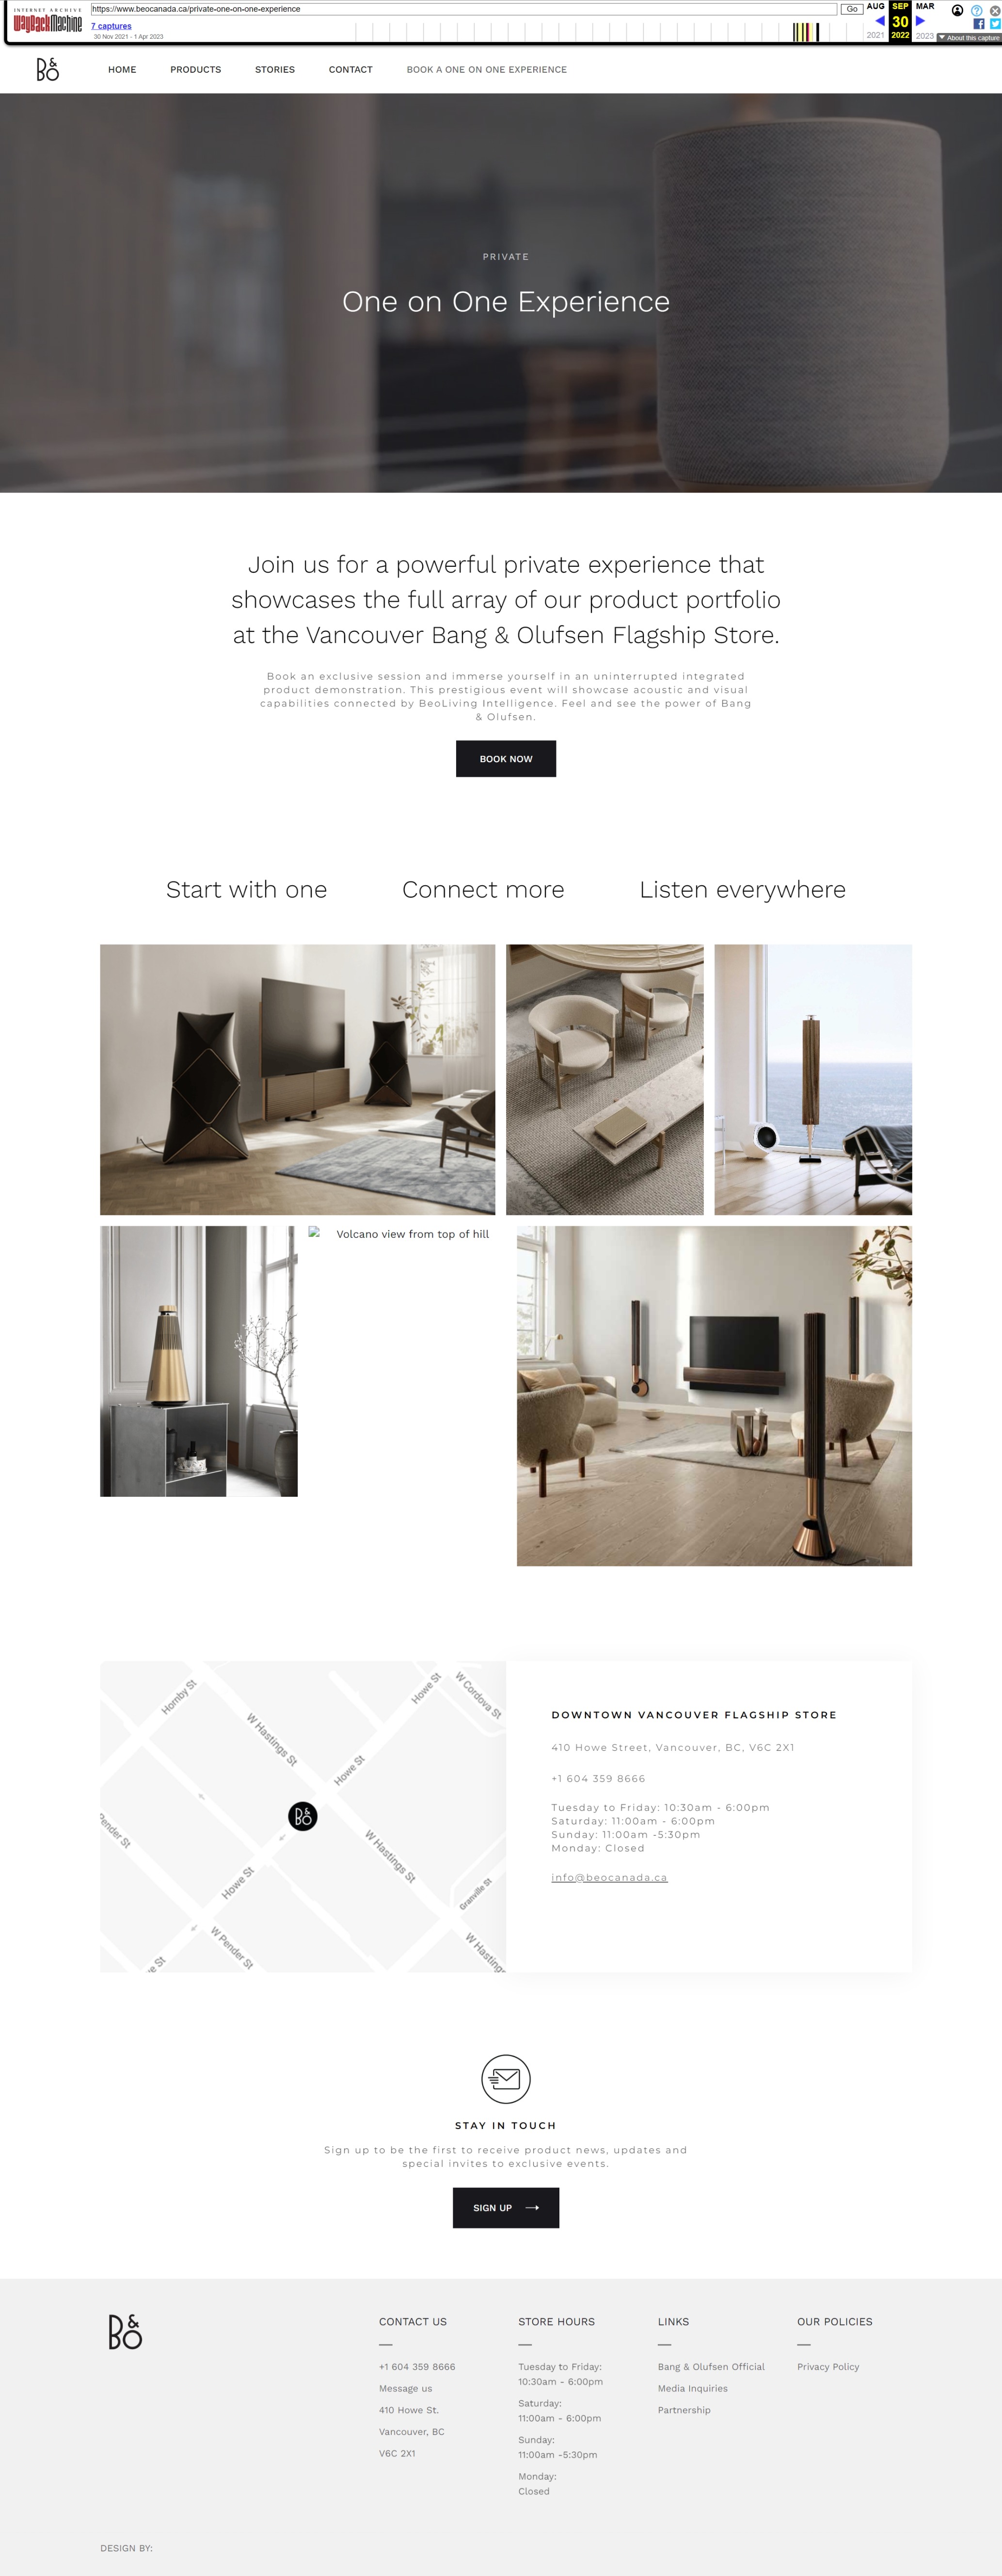 INTERNET ARCHIVE
WayBackMachine
https://www.beocanada.ca/private-one-on-one-experience
Go
7 captures
30 Nov 2021 - 1 Apr 2023
AUG SEP MAR
30
2021 2022 2023
About this capture
B&O
HOME PRODUCTS STORIES CONTACT BOOK A ONE ON ONE EXPERIENCE
PRIVATE
One on One Experience
Join us for a powerful private experience that
showcases the full array of our product portfolio
at the Vancouver Bang & Olufsen Flagship Store.
Book an exclusive session and immerse yourself in an uninterrupted integrated
product demonstration. This prestigious event will showcase acoustic and visual
capabilities connected by BeoLiving Intelligence. Feel and see the power of Bang
& Olufsen.
BOOK NOW
Start with one
Connect more
Listen everywhere
Volcano view from top of hill
Hornby St
W Hastings St
Howe St
W Cordova St
Howe St
B&O
Pender St
W Hastings St
Howe St
Granville St
W Pender St
W Hasting
e St
DOWNTOWN VANCOUVER FLAGSHIP STORE
410 Howe Street, Vancouver, BC, V6C 2X1
+1 604 359 8666
Tuesday to Friday: 10:30am - 6:00pm
Saturday: 11:00am - 6:00pm
Sunday: 11:00am -5:30pm
Monday: Closed
info@beocanada.ca
STAY IN TOUCH
Sign up to be the first to receive product news, updates and
special invites to exclusive events.
SIGN UP
B&O
CONTACT US
+1 604 359 8666
Message us
410 Howe St.
Vancouver, BC
V6C 2X1
STORE HOURS
Tuesday to Friday:
10:30am - 6:00pm
Saturday:
11:00am - 6:00pm
Sunday:
11:00am -5:30pm
Monday:
Closed
LINKS
Bang & Olufsen Official
Media Inquiries
Partnership
OUR POLICIES
Privacy Policy
DESIGN BY: